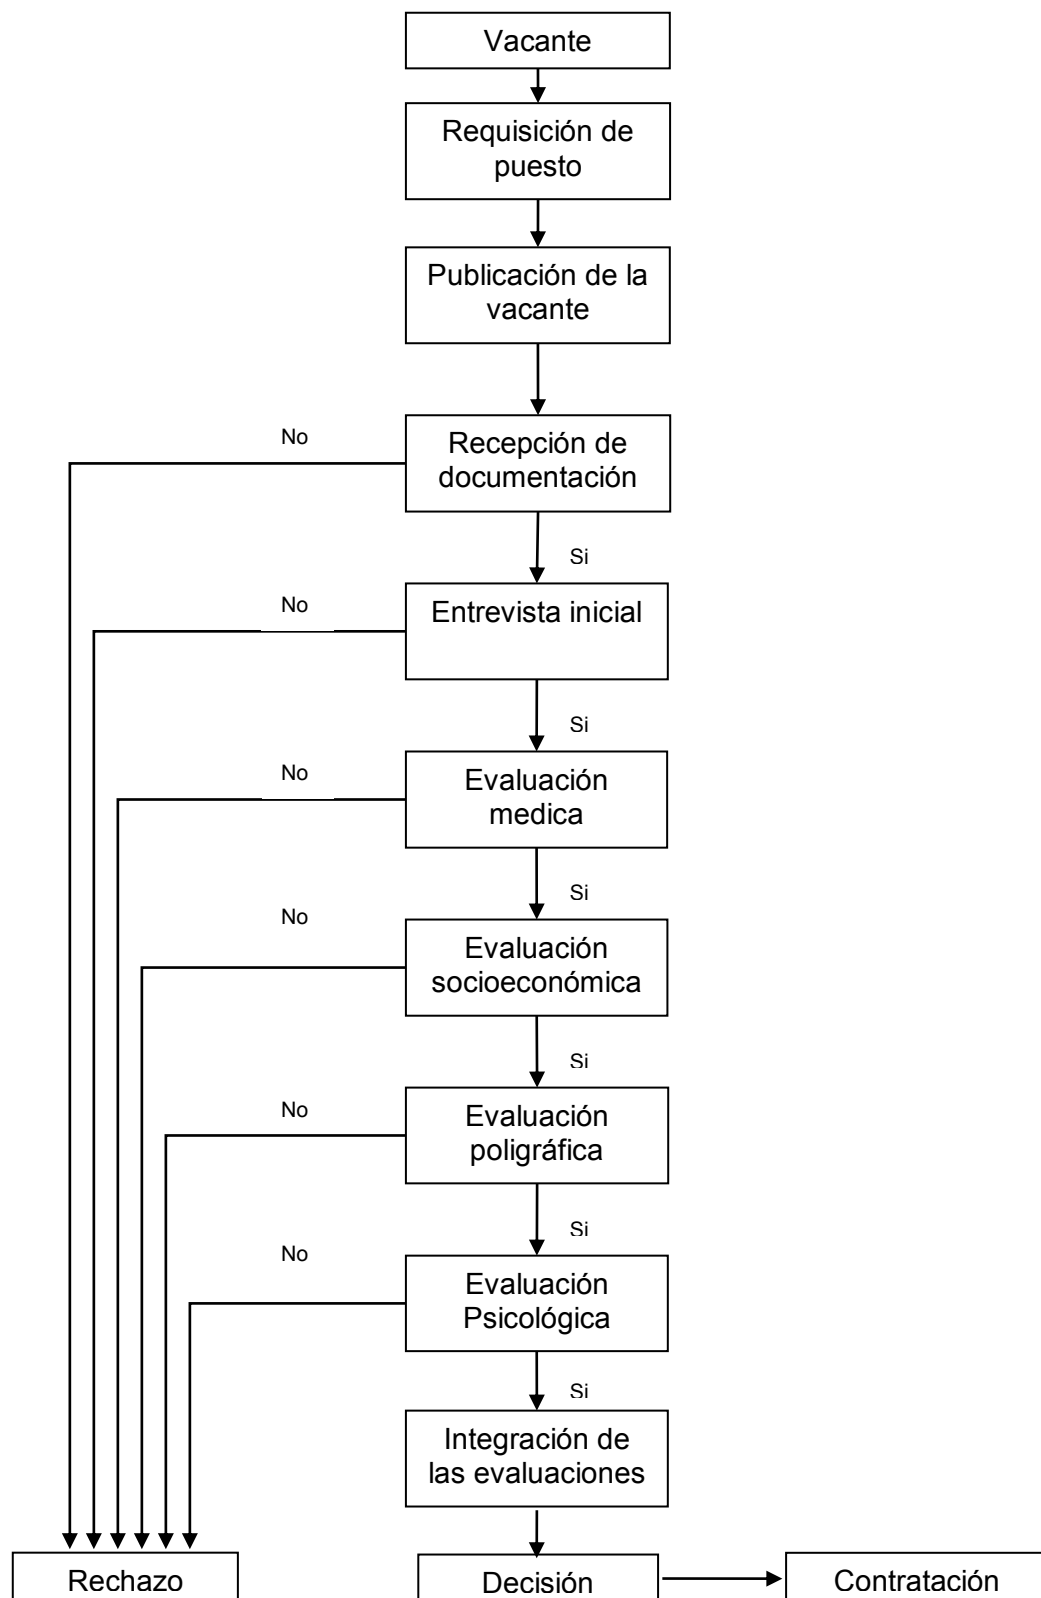 Vacante
Requisición de
puesto
Publicación de la
vacante
No
Recepción de
documentación
Si
No
Entrevista inicial
Si
No
Evaluación
medica
Si
No
Evaluación
socioeconómica
Si
No
Evaluación
poligráfica
Si
No
Evaluación
Psicológica
Si
Integración de
las evaluaciones
Rechazo
Decisión
Contratación